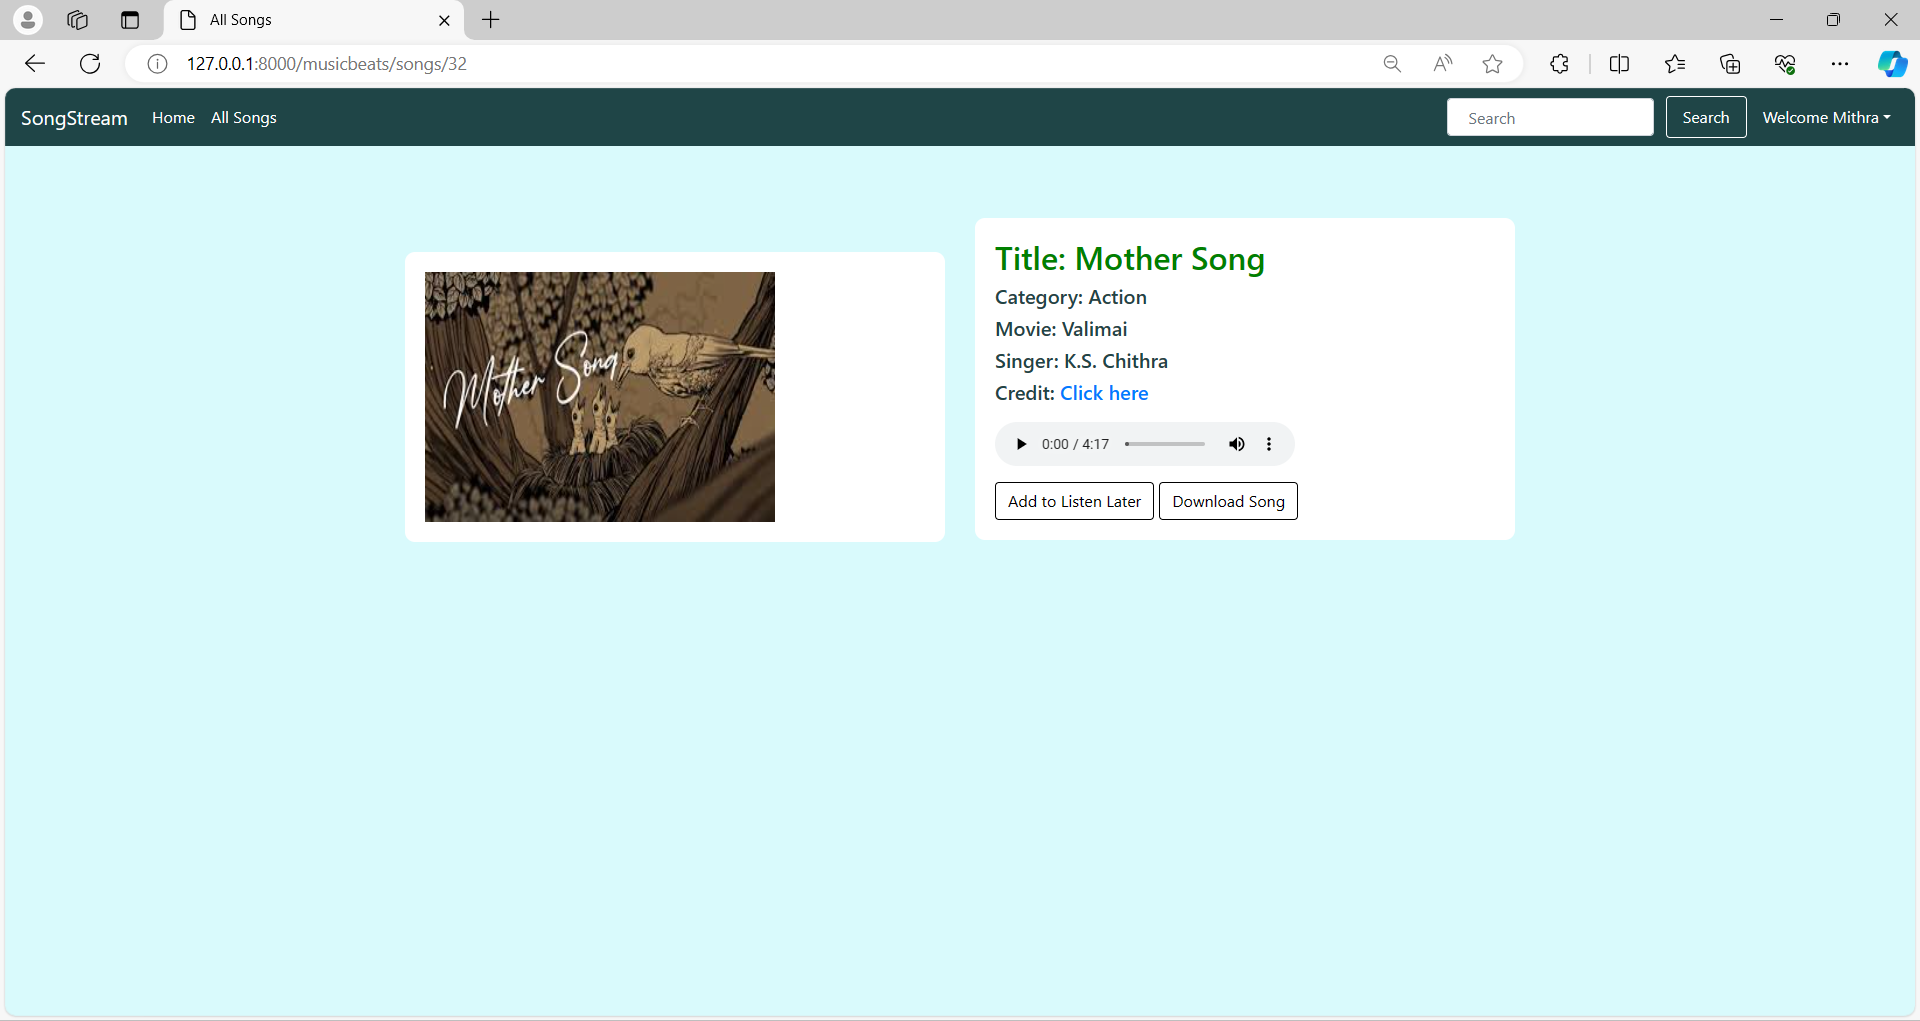 All Songs
127.0.0.1:8000/musicbeats/songs/32
SongStream Home All Songs Search Search Welcome Mithra
Mother Song
Title: Mother Song
Category: Action
Movie: Valimai
Singer: K.S. Chithra
Credit: Click here
0:00 / 4:17
Add to Listen Later Download Song